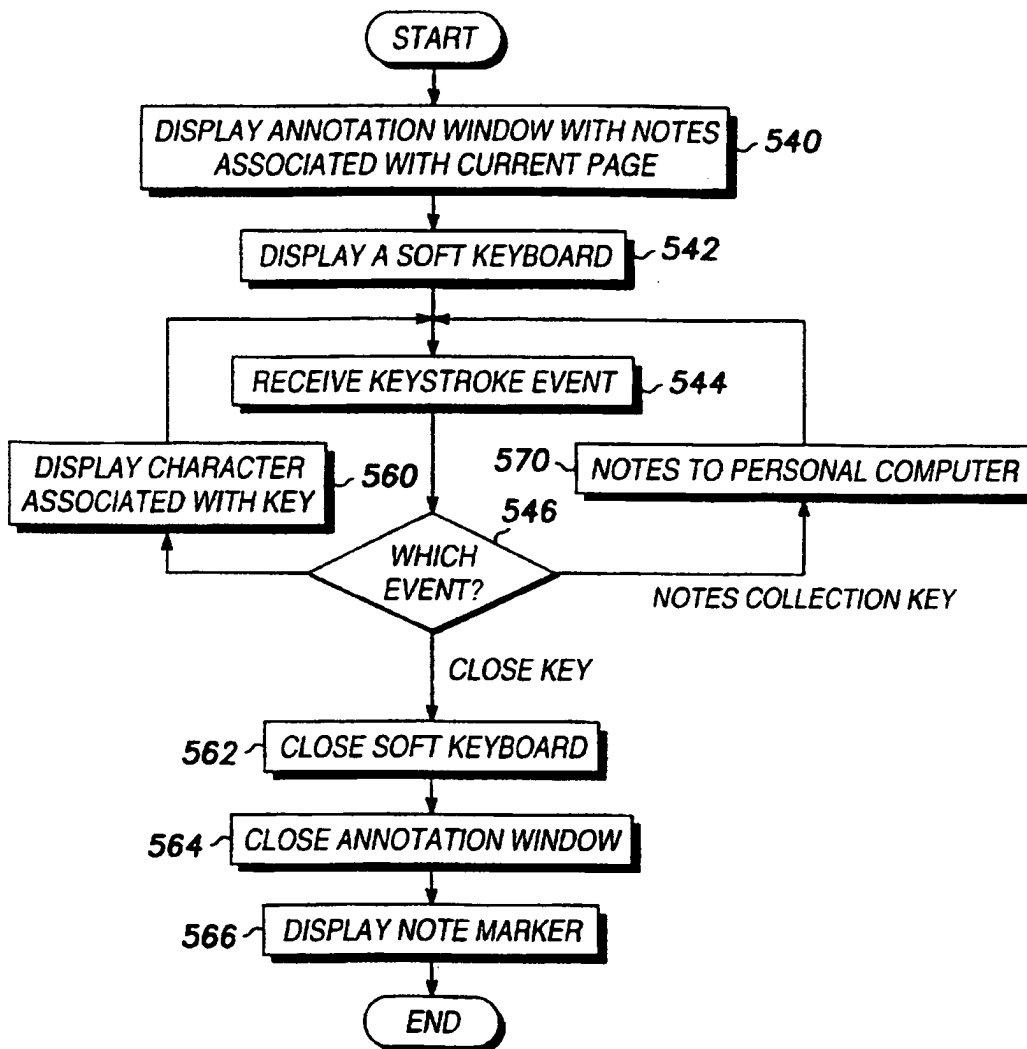 START
DISPLAY ANNOTATION WINDOW WITH NOTES
ASSOCIATED WITH CURRENT PAGE
540
DISPLAY A SOFT KEYBOARD
542
RECEIVE KEYSTROKE EVENT
544
DISPLAY CHARACTER
ASSOCIATED WITH KEY
560
570
NOTES TO PERSONAL COMPUTER
546
WHICH
EVENT?
NOTES COLLECTION KEY
CLOSE KEY
562
CLOSE SOFT KEYBOARD
564
CLOSE ANNOTATION WINDOW
566
DISPLAY NOTE MARKER
END